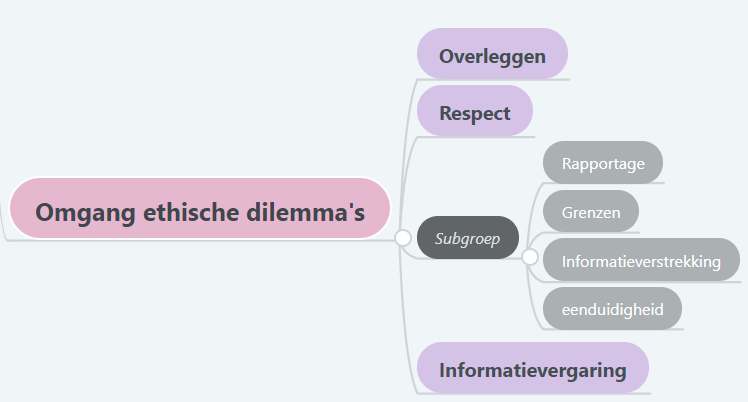 Omgang ethische dilemma's
Overleggen
Respect
Subgroep
Rapportage
Grenzen
Informatieverstrekking
eenduidigheid
Informatievergaring